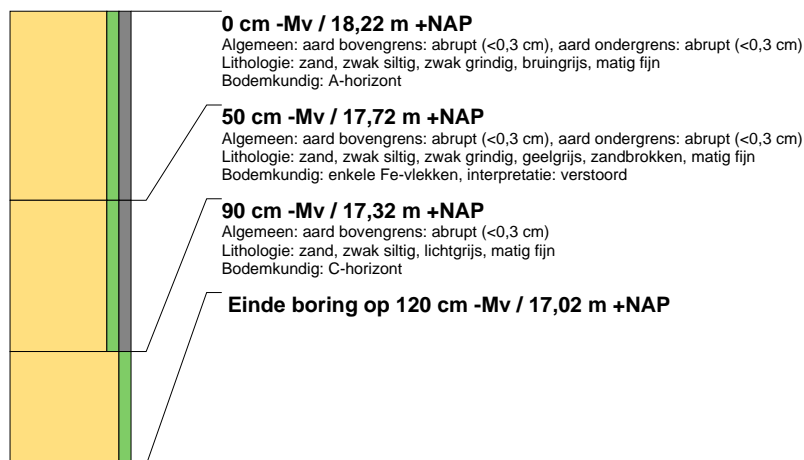 0 cm -Mv / 18,22 m +NAP
Algemeen: aard bovengrens: abrupt (<0,3 cm), aard ondergrens: abrupt (<0,3 cm)
Lithologie: zand, zwak siltig, zwak grindig, bruingrijs, matig fijn
Bodemkundig: A-horizont
50 cm -Mv / 17,72 m +NAP
Algemeen: aard bovengrens: abrupt (<0,3 cm), aard ondergrens: abrupt (<0,3 cm)
Lithologie: zand, zwak siltig, zwak grindig, geelgrijs, zandbrokken, matig fijn
Bodemkundig: enkele Fe-vlekken, interpretatie: verstoord
90 cm -Mv / 17,32 m +NAP
Algemeen: aard bovengrens: abrupt (<0,3 cm)
Lithologie: zand, zwak siltig, lichtgrijs, matig fijn
Bodemkundig: C-horizont
Einde boring op 120 cm -Mv / 17,02 m +NAP